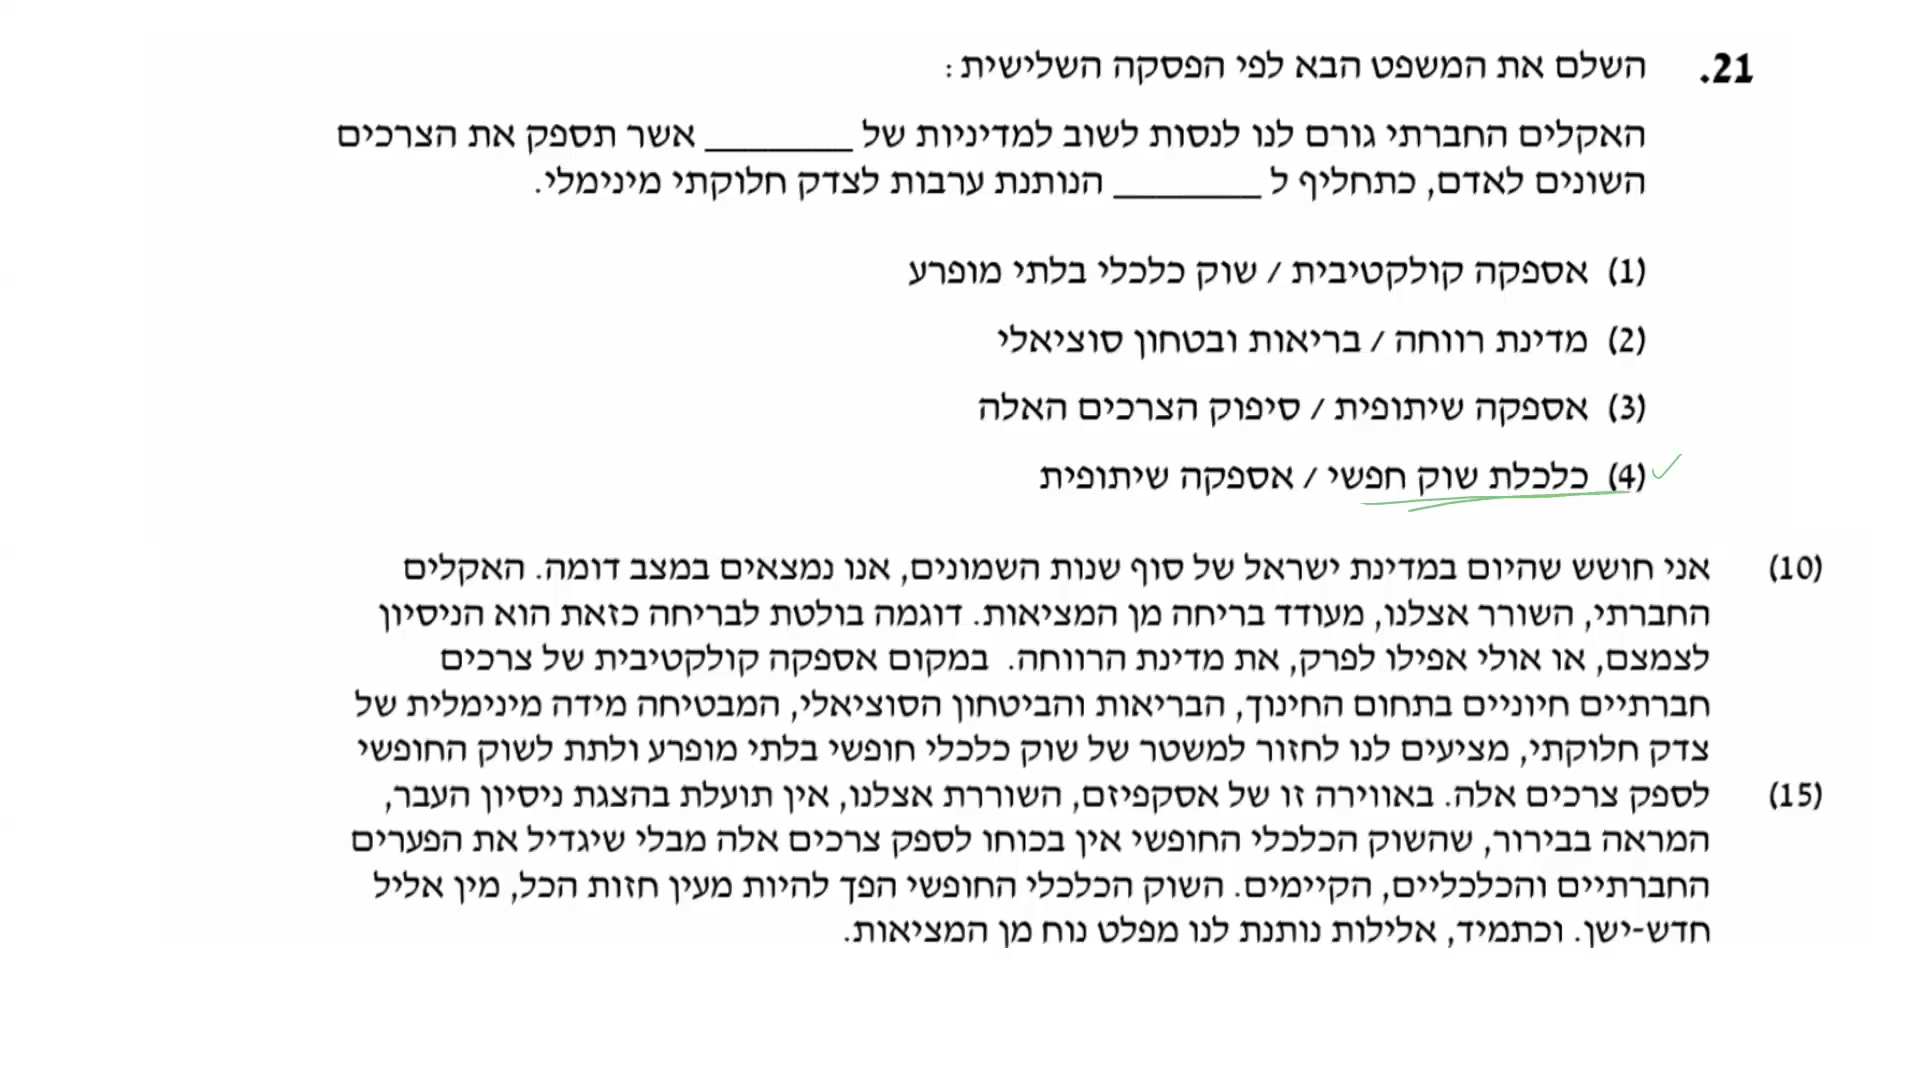 21. השלם את המשפט הבא לפי הפסקה השלישית:
האקלים החברתי גורם לנו לנסות לשוב למדיניות של ________ אשר תספק את הצרכים
השונים לאדם, כתחליף ל ________ הנותנת ערבות לצדק חלוקתי מינימלי.
(1) אספקה קולקטיבית / שוק כלכלי בלתי מופרע
(2) מדינת רווחה / בריאות ובטחון סוציאלי
(3) אספקה שיתופית / סיפוק הצרכים האלה
(4) כלכלת שוק חפשי / אספקה שיתופית
(10) אני חושש שהיום במדינת ישראל של סוף שנות השמונים, אנו נמצאים במצב דומה. האקלים
החברתי, השורר אצלנו, מעודד בריחה מן המציאות. דוגמה בולטת לבריחה כזאת הוא הניסיון
לצמצם, או אולי אפילו לפרק, את מדינת הרווחה. במקום אספקה קולקטיבית של צרכים
חברתיים חיוניים בתחום החינוך, הבריאות והביטחון הסוציאלי, המבטיחה מידה מינימלית של
צדק חלוקתי, מציעים לנו לחזור למשטר של שוק כלכלי חופשי בלתי מופרע ולתת לשוק החופשי
(15) לספק צרכים אלה. באווירה זו של אסקפיזם, השוררת אצלנו, אין תועלת בהצגת ניסיון העבר,
המראה בבירור, שהשוק הכלכלי החופשי אין בכוחו לספק צרכים אלה מבלי שיגדיל את הפערים
החברתיים והכלכליים, הקיימים. השוק הכלכלי החופשי הפך להיות מעין חזות הכל, מין אליל
חדש-ישן. וכתמיד, אלילות נותנת לנו מפלט נוח מן המציאות.